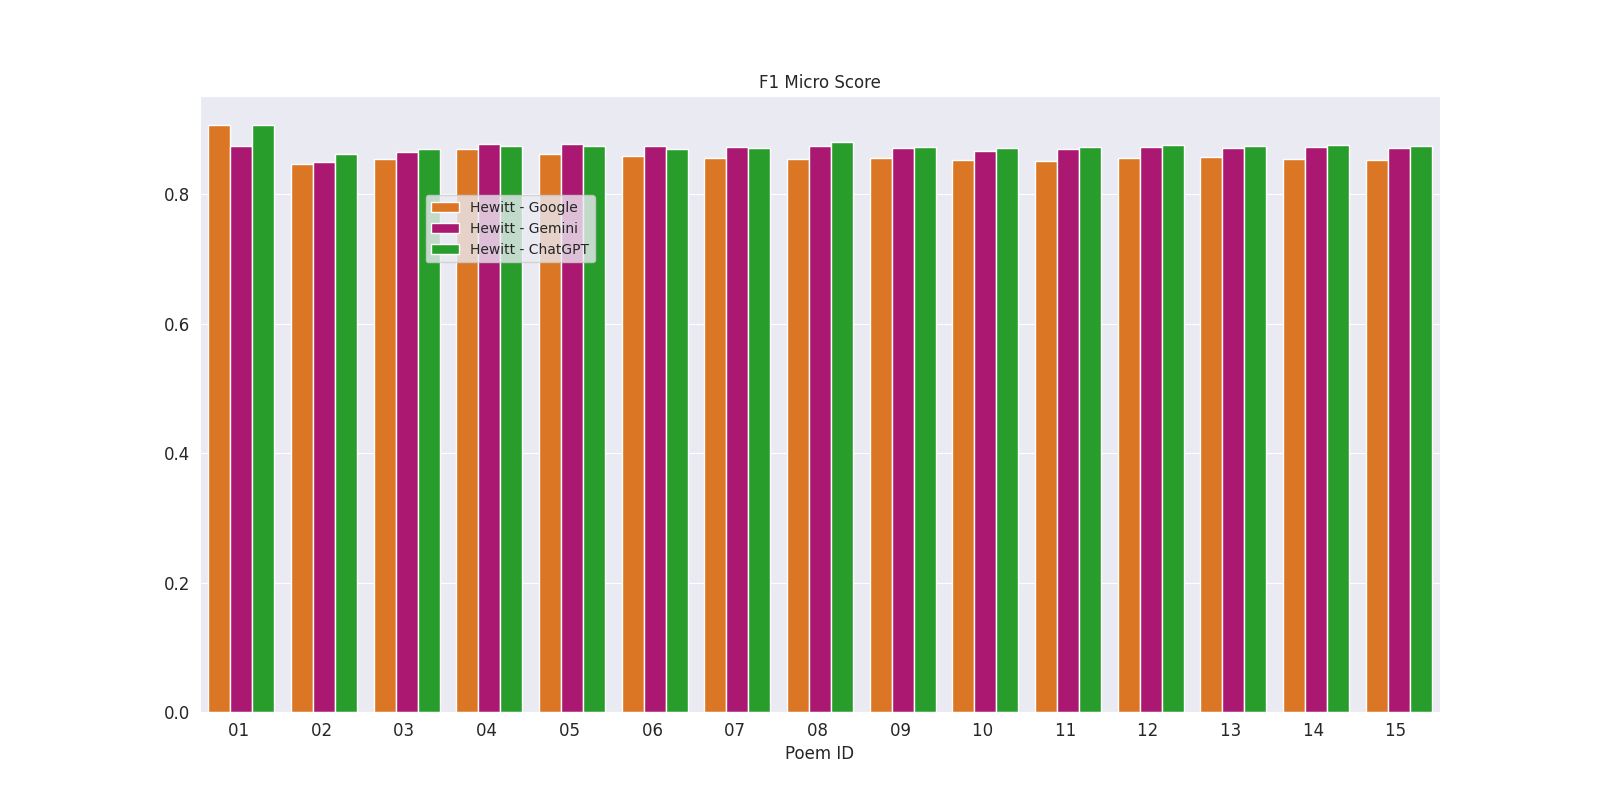 F1 Micro Score
0.8
0.6
0.4
0.2
0.0
Hewitt - Google
Hewitt - Gemini
Hewitt - ChatGPT
01 02 03 04 05 06 07 08 09 10 11 12 13 14 15
Poem ID